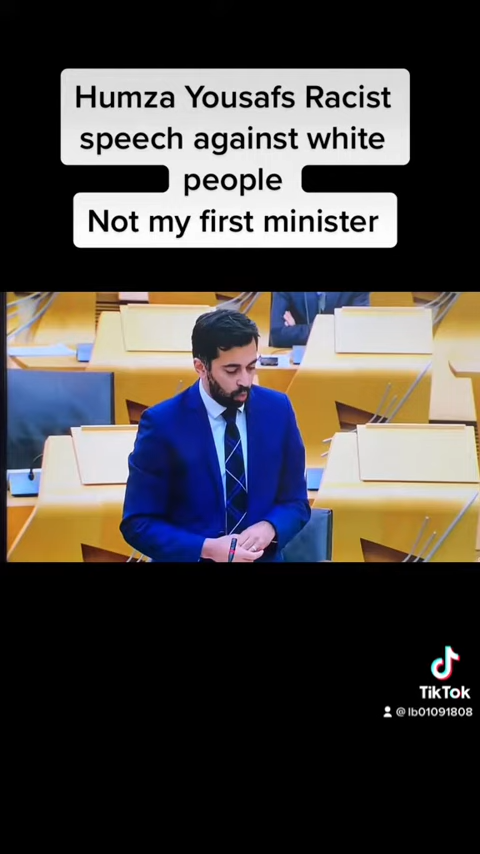 Humza Yousafs Racist
speech against white
people
Not my first minister
TikTok
@lb01091808